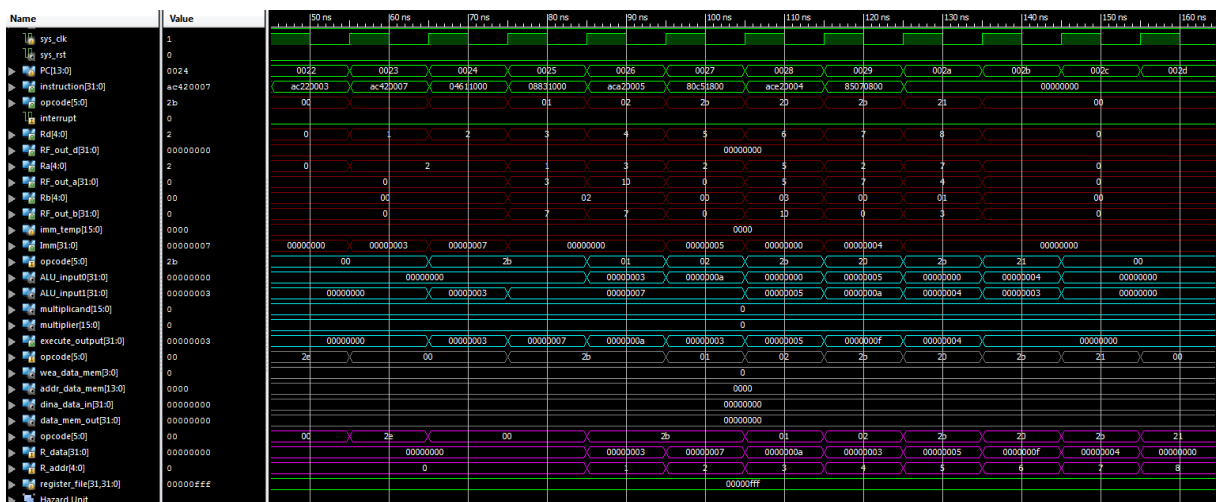 Name Value 50 ns 60 ns 70 ns 80 ns 90 ns 100 ns 110 ns 120 ns 130 ns 140 ns 150 ns 160 ns
sys_clk 1
sys_rst 0
PC[13:0] 0024 0022 0023 0024 0025 0026 0027 0028 0029 002a 002b 002c 002d
instruction[31:0] ac420007 ac220003 ac420007 04611000 08831000 aca20005 80c51800 ace20004 85070800 00000000
opcode[5:0] 2b 00 01 02 2b 20 2b 21 00
interrupt 0
Rd[4:0] 2 0 1 2 3 4 5 6 7 8 0
RF_out_d[31:0] 00000000 00000000
Ra[4:0] 2 0 2 1 3 2 5 2 7 0
RF_out_a[31:0] 0 0 3 10 0 5 7 4 0
Rb[4:0] 00 00 02 00 03 00 01 00
RF_out_b[31:0] 0 0 7 7 0 10 0 3 0
imm_temp[15:0] 0000 0000
Imm[31:0] 00000007 00000000 00000003 00000007 00000000 00000005 00000000 00000004 00000000
opcode[5:0] 2b 00 2b 01 02 2b 20 2b 21 00
ALU_input0[31:0] 00000000 00000000 00000003 0000000a 00000000 00000005 00000000 00000004 00000000
ALU_input1[31:0] 00000003 00000000 00000003 00000007 00000005 0000000a 00000004 00000003 00000000
multiplicand[15:0] 0 0
multiplier[15:0] 0 0
execute_output[31:0] 00000003 00000000 00000003 00000007 0000000a 00000003 00000005 0000000f 00000004 00000000
opcode[5:0] 00 2e 00 2b 01 02 2b 20 2b 21 00
wea_data_mem[3:0] 0 0
addr_data_mem[13:0] 0000 0000
dina_data_in[31:0] 00000000 00000000
data_mem_out[31:0] 00000000 00000000
opcode[5:0] 00 00 2e 00 2b 01 02 2b 20 2b 21
R_data[31:0] 00000000 00000000 00000003 00000007 0000000a 00000003 00000005 0000000f 00000004 00000000
R_addr[4:0] 0 0 1 2 3 4 5 6 7 8
register_file[31,31:0] 00000fff 00000fff
Hazard Unit